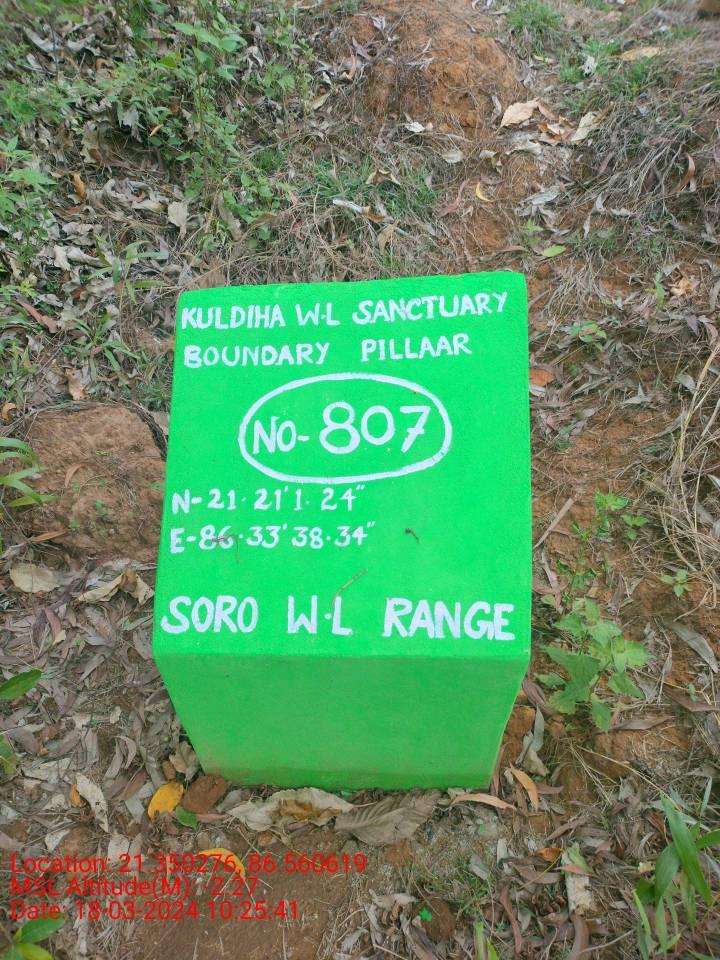 KULDIHA W.L SANCTUARY
BOUNDARY PILLAAR
NO-807
N-21.21'1.24"
E-86.33'38.34"
SORO W.L RANGE
Location: 21.350276, 86.560619
MSL Altitude(M): -2.27
Date: 18-03-2024 10:25:41